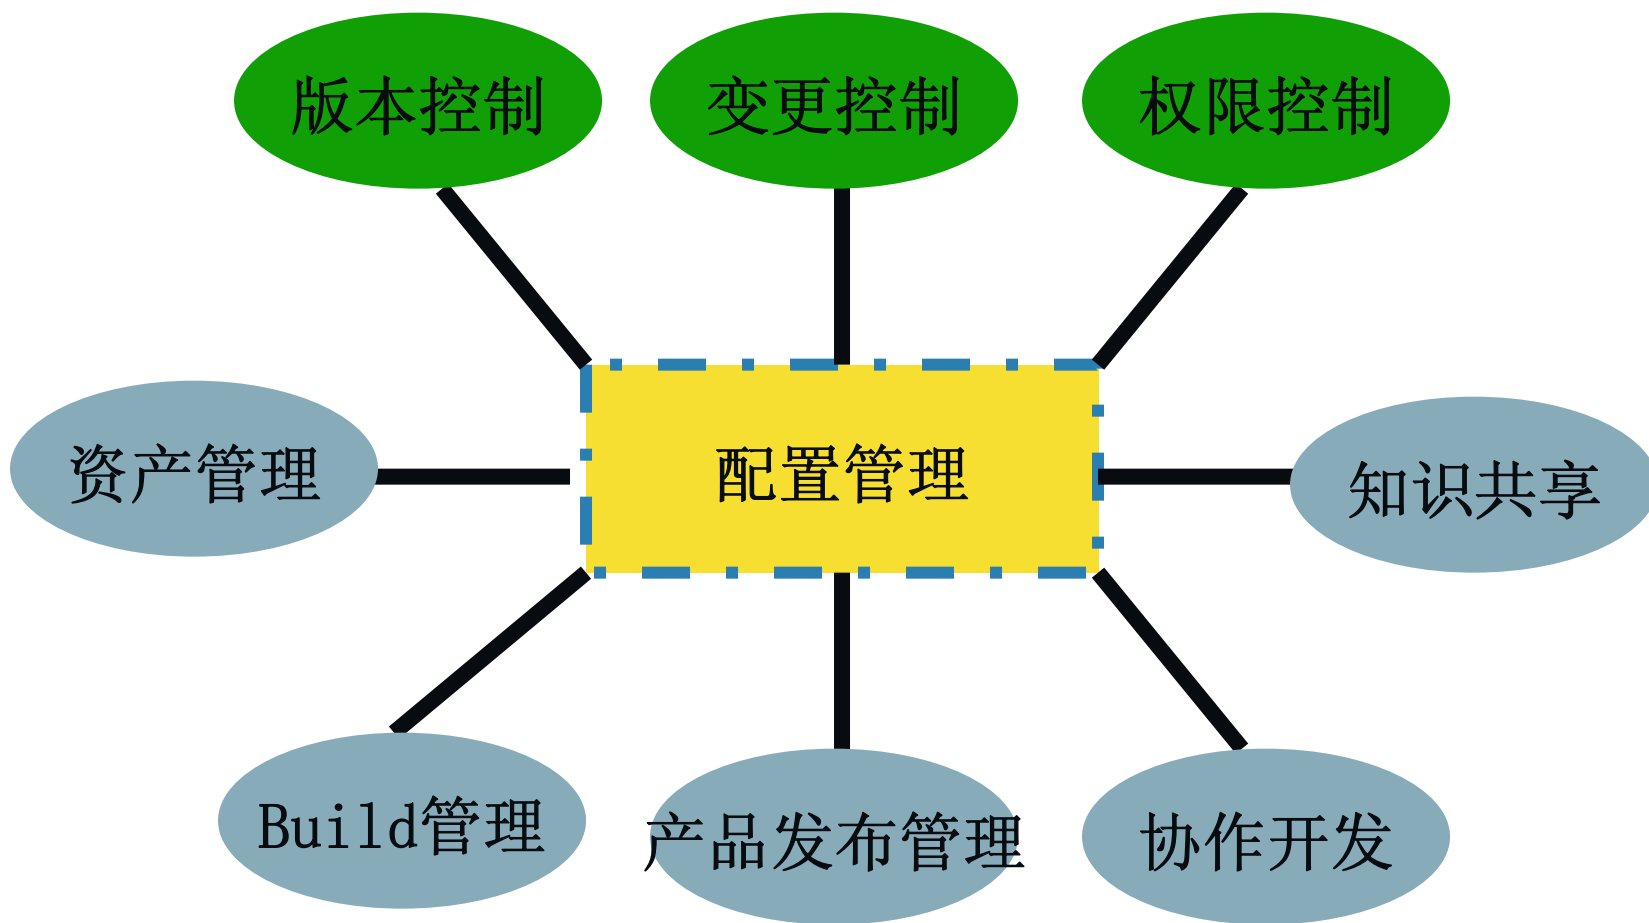 版本控制
变更控制
权限控制
资产管理
配置管理
知识共享
Build管理
产品发布管理
协作开发